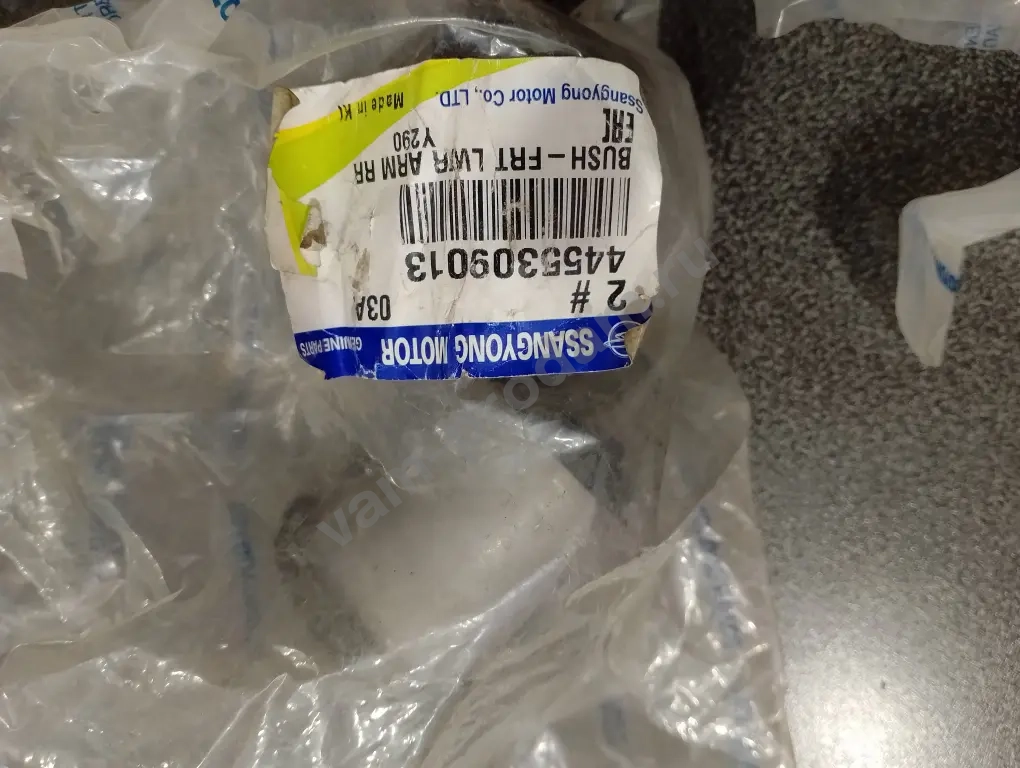 SSANGYONG MOTOR GENUINE PARTS
2 # 03A
4455309013
BUSH-FRT LWR ARM RR
Y290
EAC
Ssangyong Motor Co., LTD. Made in